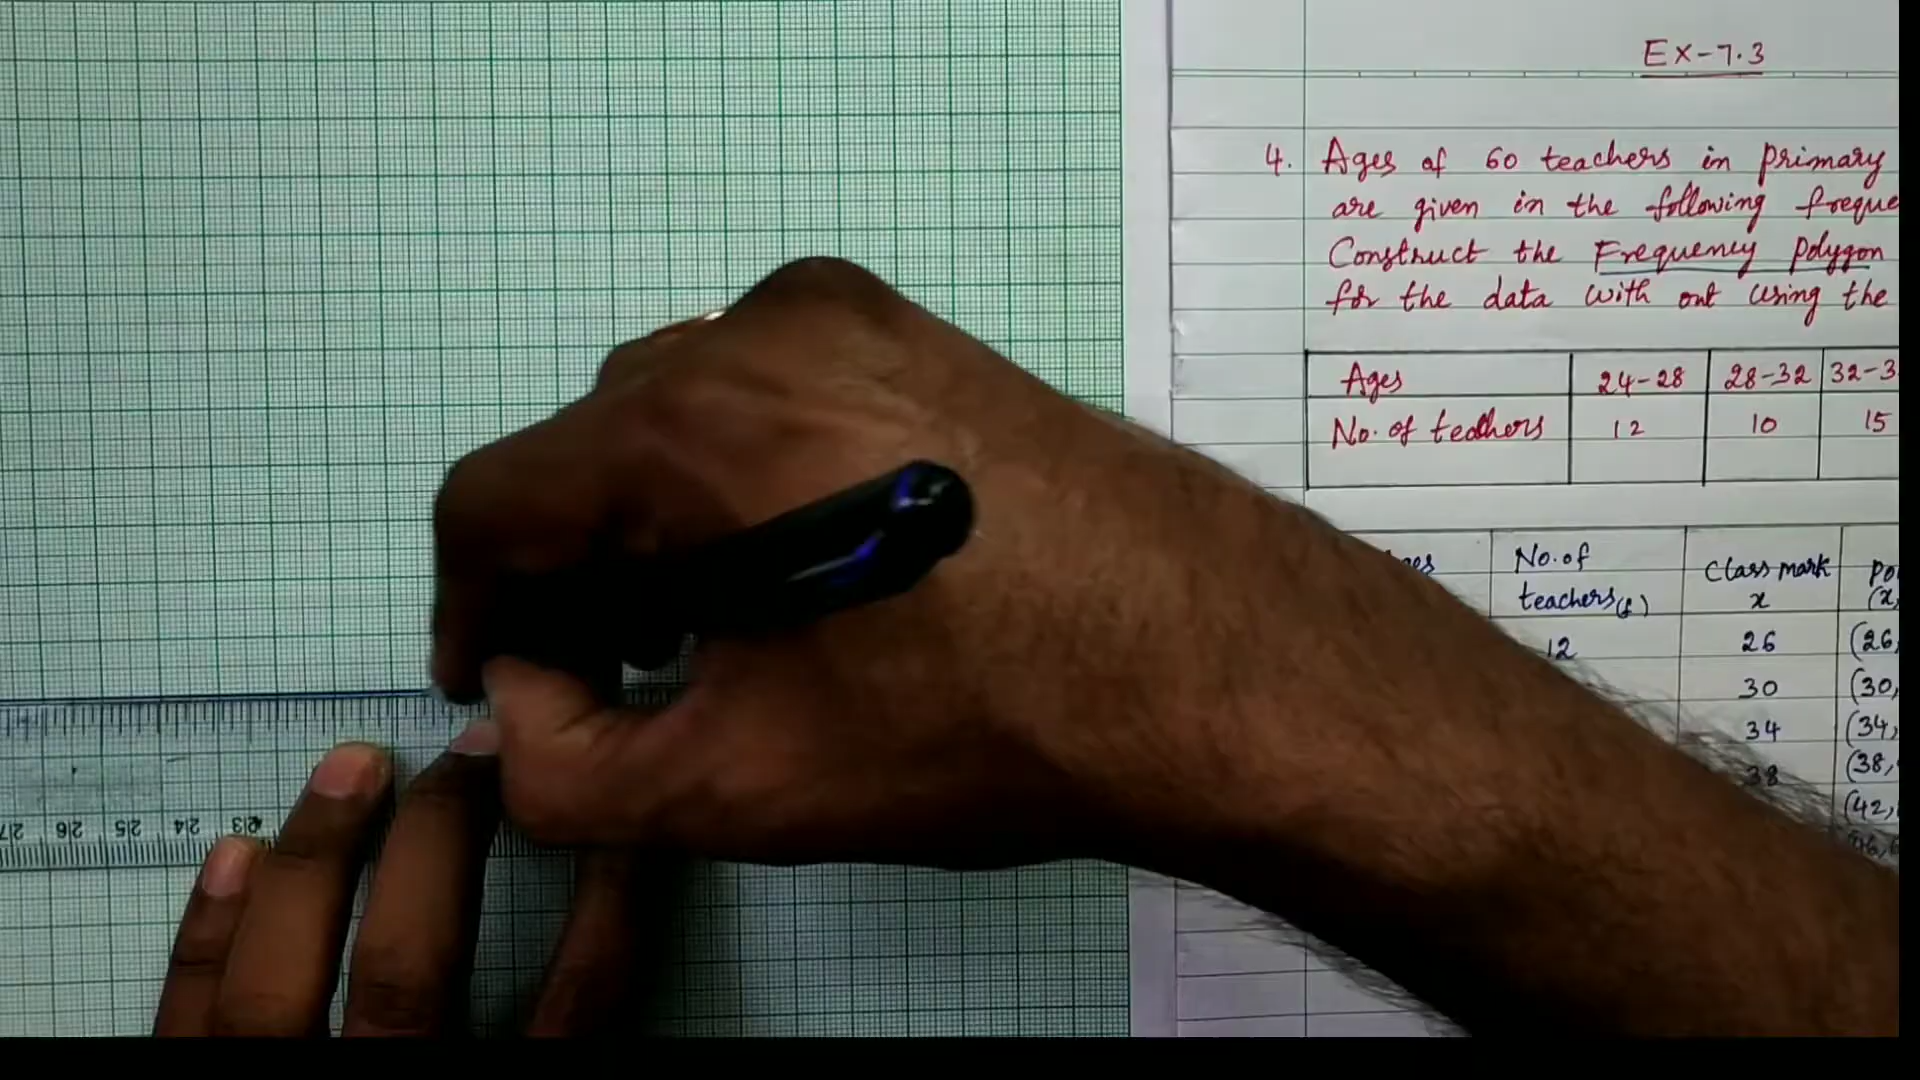 Ex-7.3
4. Ages of 60 teachers in primary
are given in the following freque
Construct the Frequency Polygon
for the data with out using the
Ages 24-28 28-32 32-3
No. of teachers 12 10 15
No. of Class mark Po
teachers(f) x (x,
12 26 (26,
30 (30,
34 (34,
38 (38,
(42,
27 26 25 24 23